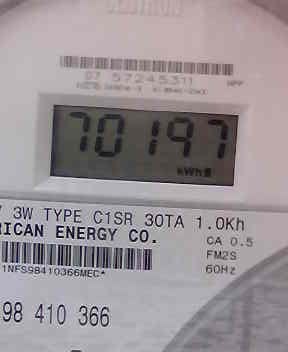 07 57245311
70197
kWh
3W TYPE C1SR 30TA 1.0Kh
RICAN ENERGY CO.
CA 0.5
FM2S
60Hz
1NFS98410366MEC*
98 410 366